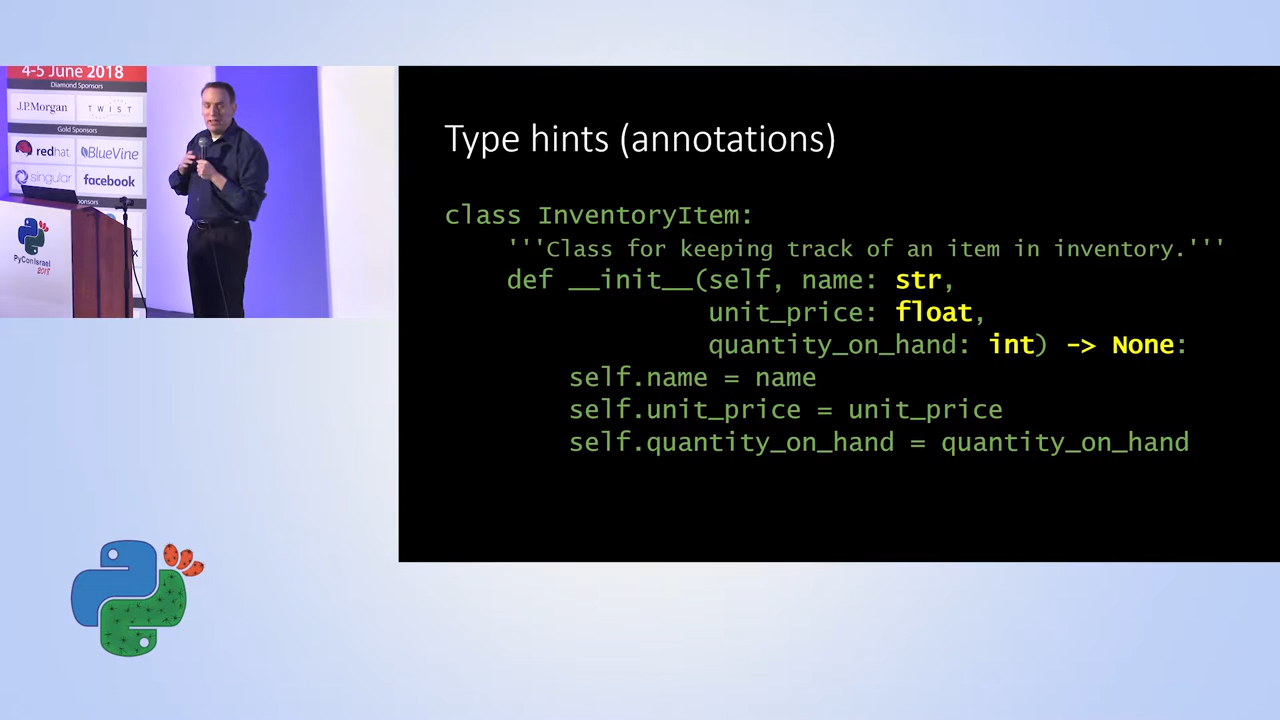 4-5 June 2018
Diamond Sponsors
J.P.Morgan
TWIST
Gold Sponsors
redhat
BlueVine
singular
facebook
PyConIsrael
2018
Type hints (annotations)
class InventoryItem:
'''Class for keeping track of an item in inventory.'''
def __init__(self, name: str,
unit_price: float,
quantity_on_hand: int) -> None:
self.name = name
self.unit_price = unit_price
self.quantity_on_hand = quantity_on_hand